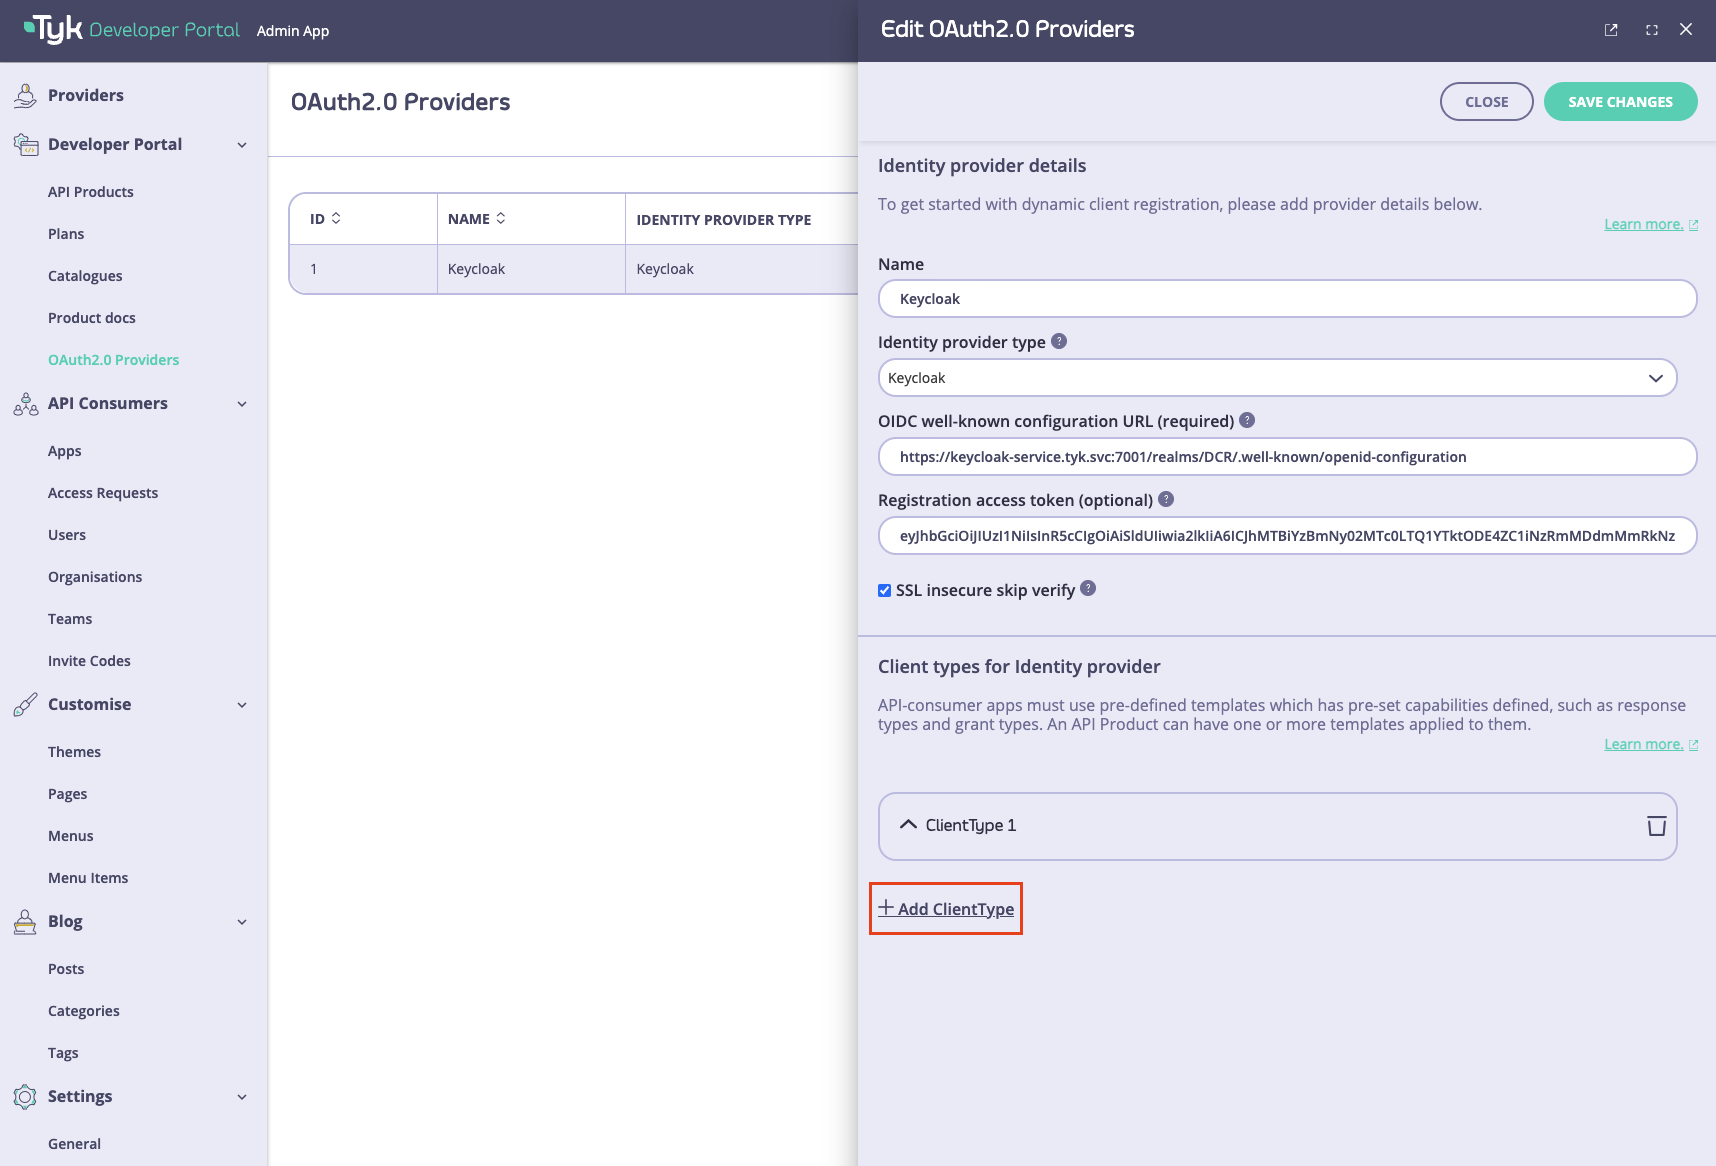 Tyk Developer Portal Admin App
Providers
Developer Portal
API Products
Plans
Catalogues
Product docs
OAuth2.0 Providers
API Consumers
Apps
Access Requests
Users
Organisations
Teams
Invite Codes
Customise
Themes
Pages
Menus
Menu Items
Blog
Posts
Categories
Tags
Settings
General
OAuth2.0 Providers
ID NAME IDENTITY PROVIDER TYPE
1 Keycloak Keycloak
Edit OAuth2.0 Providers
CLOSE SAVE CHANGES
Identity provider details
To get started with dynamic client registration, please add provider details below.
Learn more.
Name
Keycloak
Identity provider type ?
Keycloak
OIDC well-known configuration URL (required) ?
https://keycloak-service.tyk.svc:7001/realms/DCR/.well-known/openid-configuration
Registration access token (optional) ?
SSL insecure skip verify ?
Client types for Identity provider
API-consumer apps must use pre-defined templates which has pre-set capabilities defined, such as response
types and grant types. An API Product can have one or more templates applied to them.
Learn more.
ClientType 1
Add ClientType